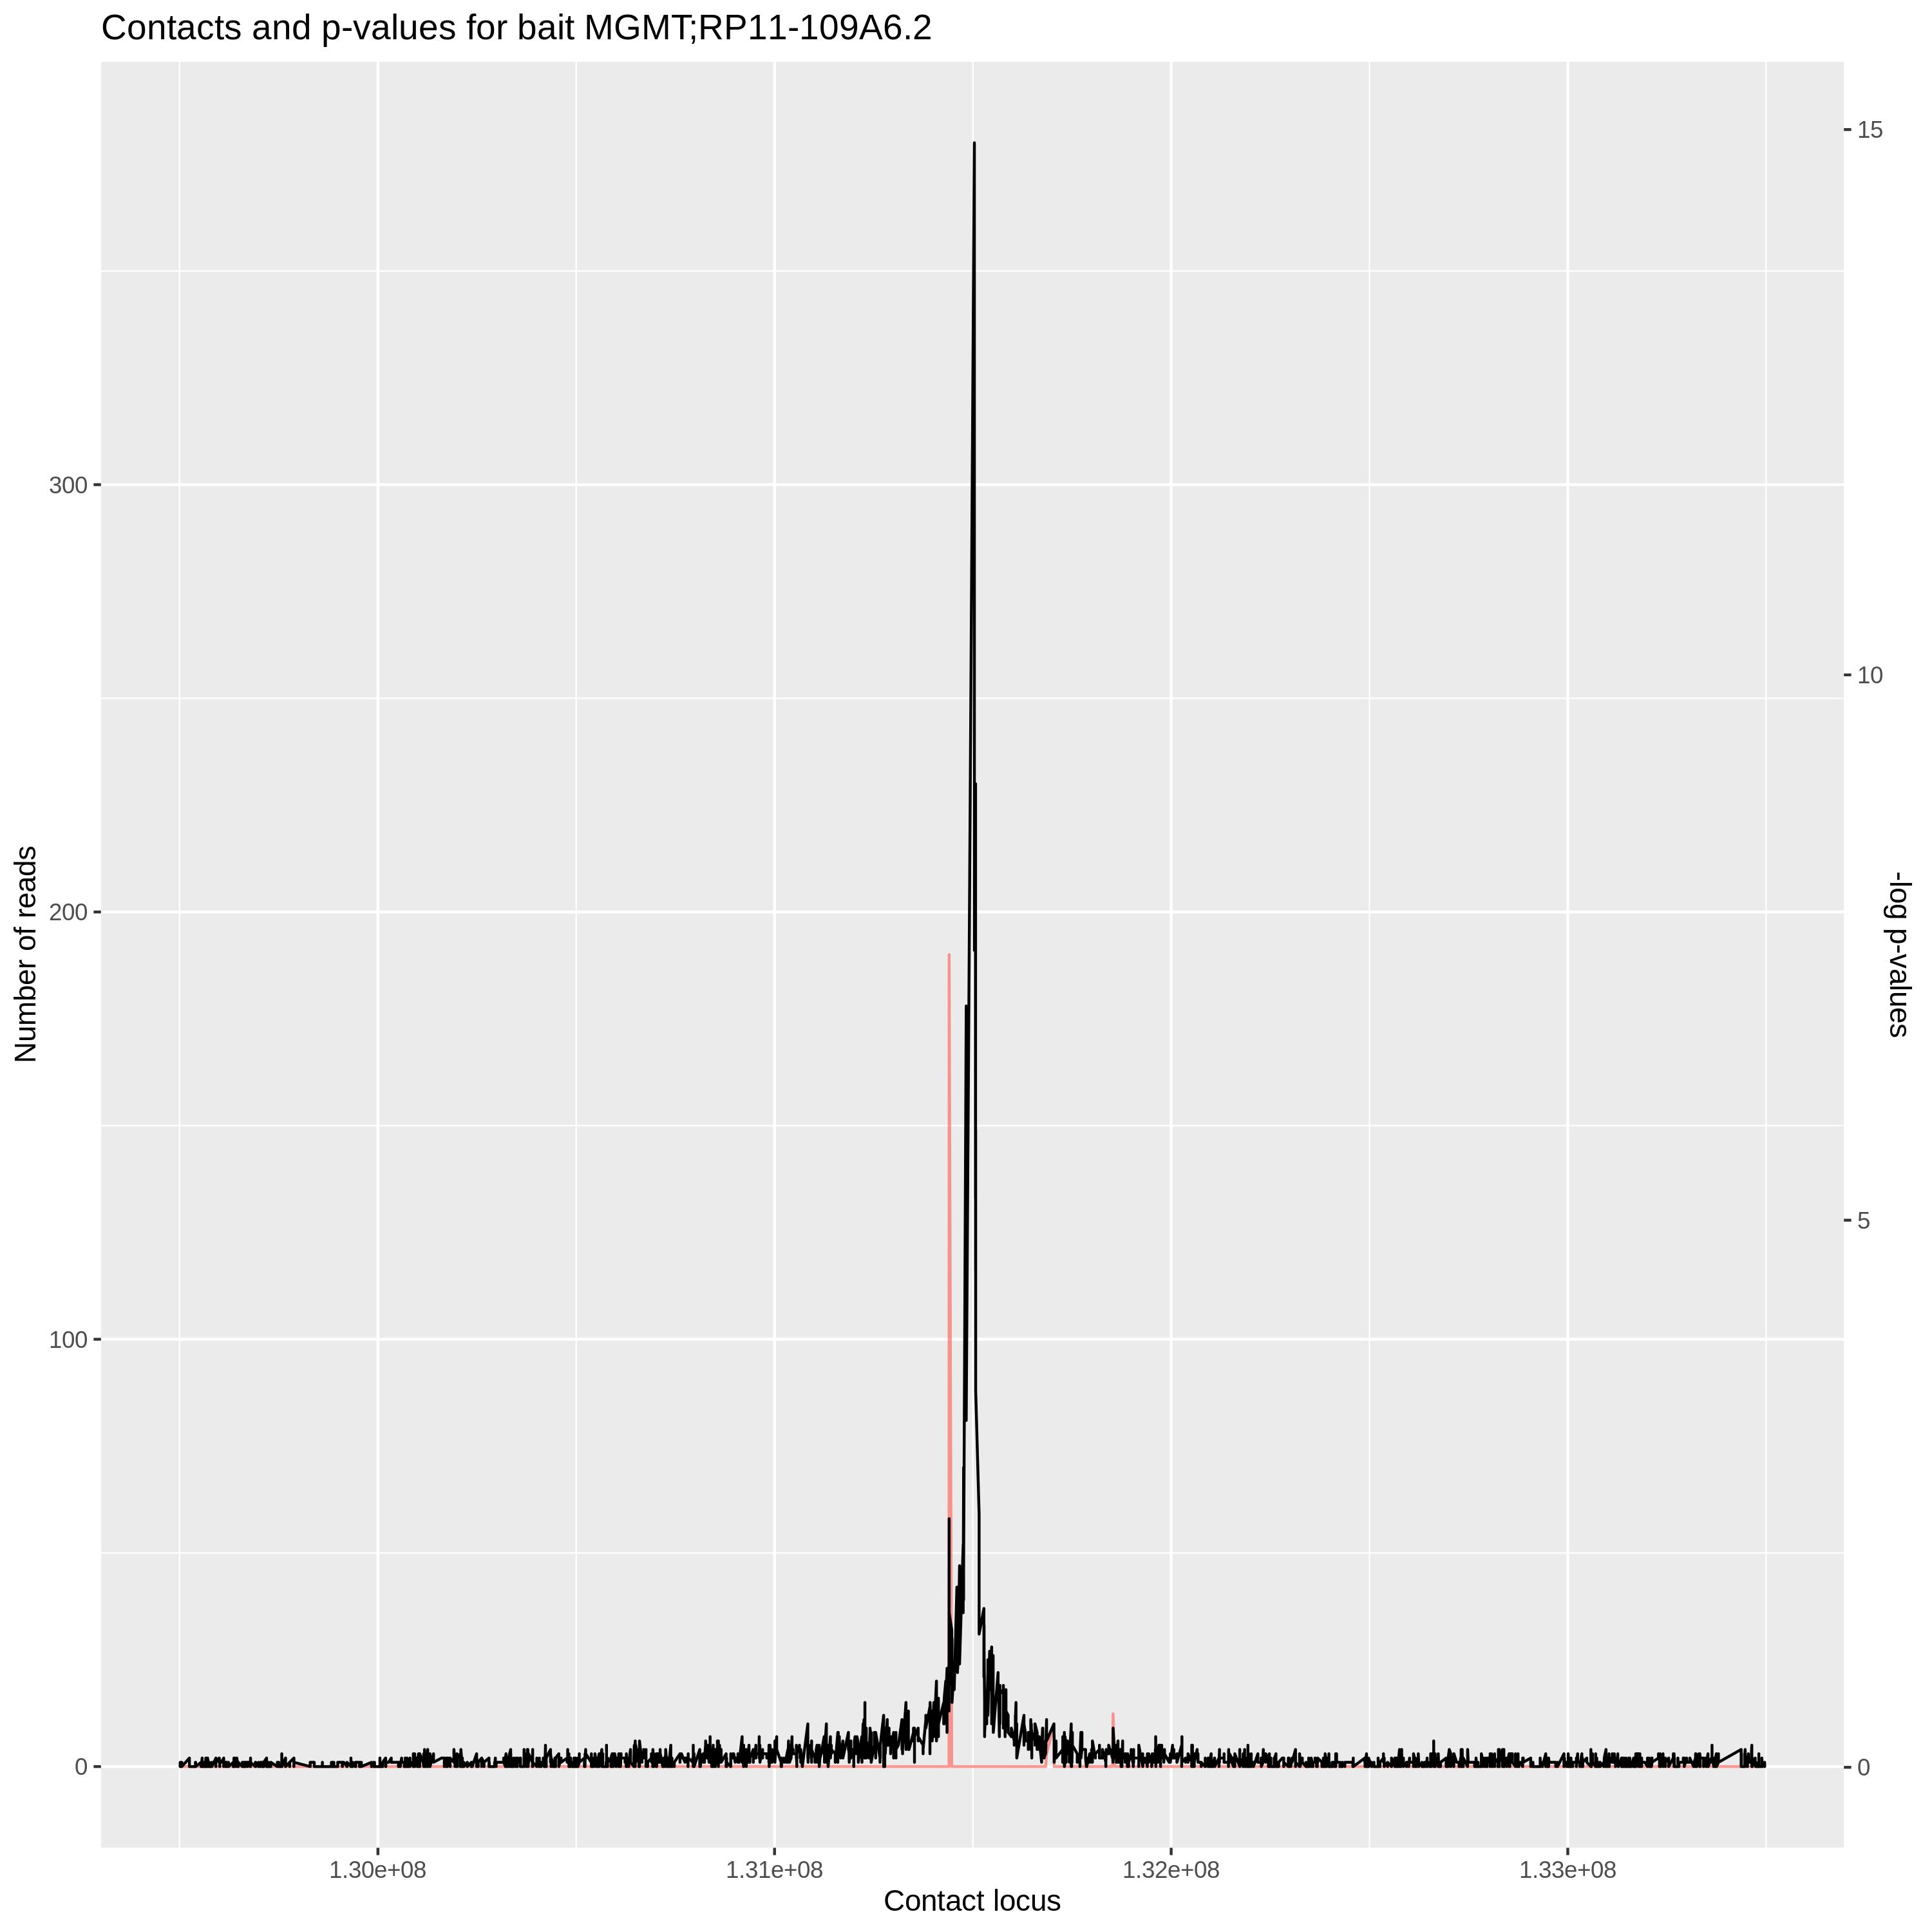 Contacts and p-values for bait MGMT;RP11-109A6.2
Number of reads
300
200
100
0
15
10
5
0
-log p-values
1.30e+08
1.31e+08
1.32e+08
1.33e+08
Contact locus